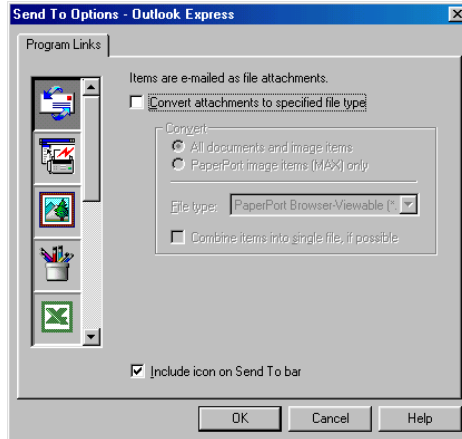 Send To Options - Outlook Express
Program Links
Items are e-mailed as file attachments.
Convert attachments to specified file type
Convert
All documents and image items
PaperPort image items (MAX) only
File type: PaperPort Browser-Viewable (*.
Combine items into single file, if possible
Include icon on Send To bar
OK Cancel Help